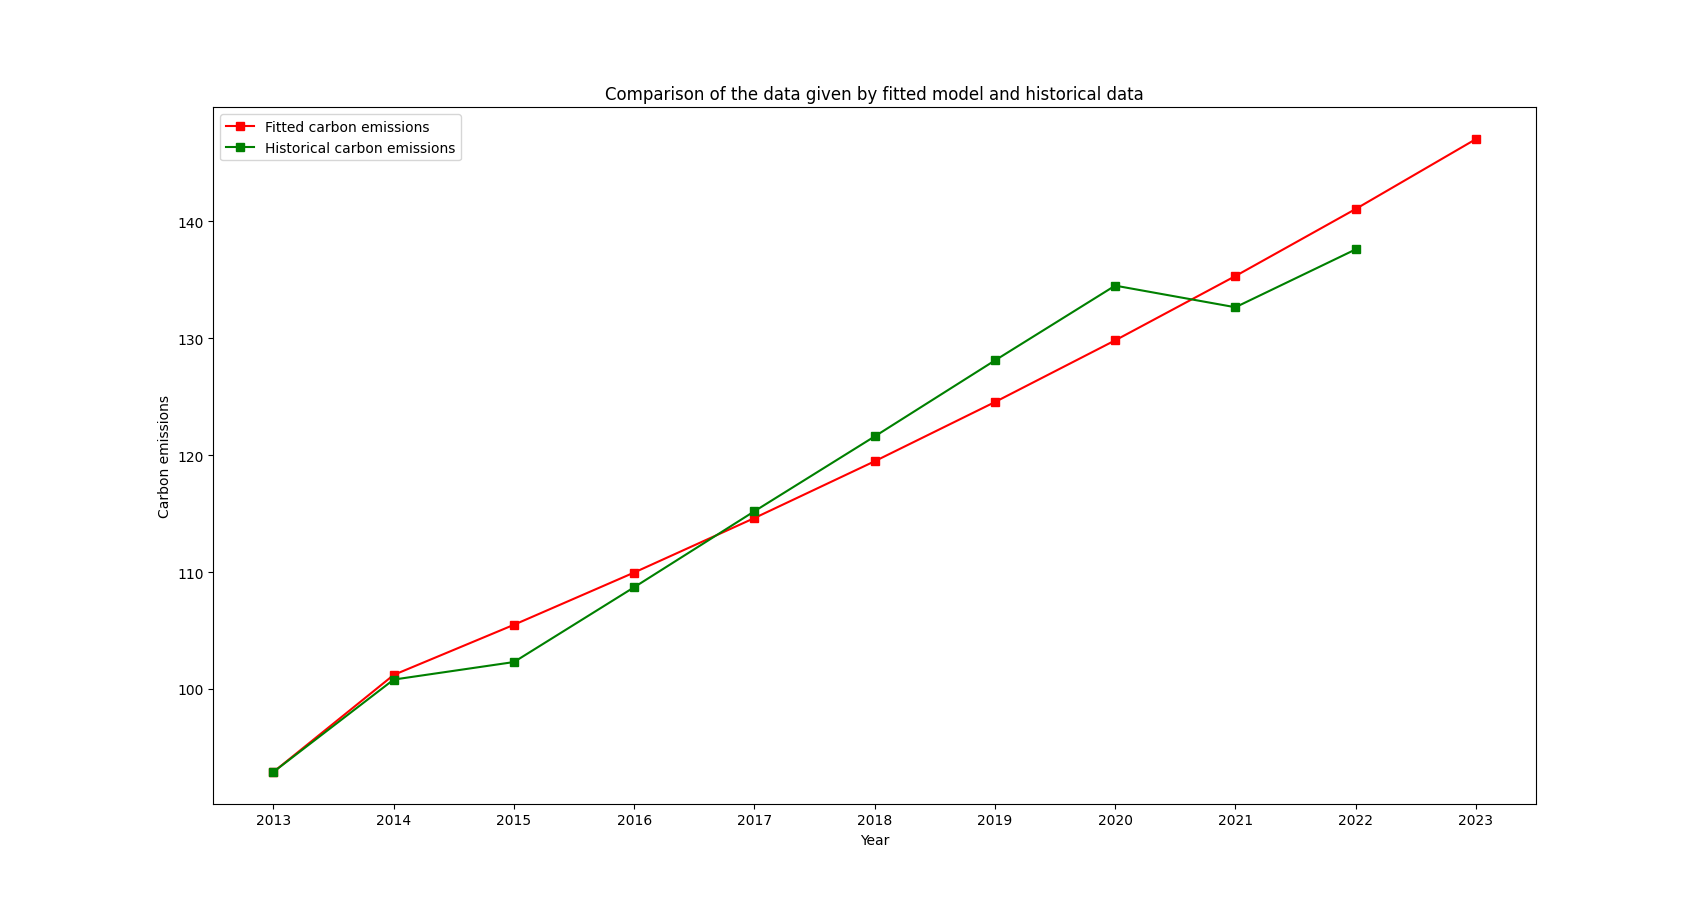 Comparison of the data given by fitted model and historical data
Fitted carbon emissions
Historical carbon emissions
140
130
120
110
100
Carbon emissions
2013 2014 2015 2016 2017 2018 2019 2020 2021 2022 2023
Year